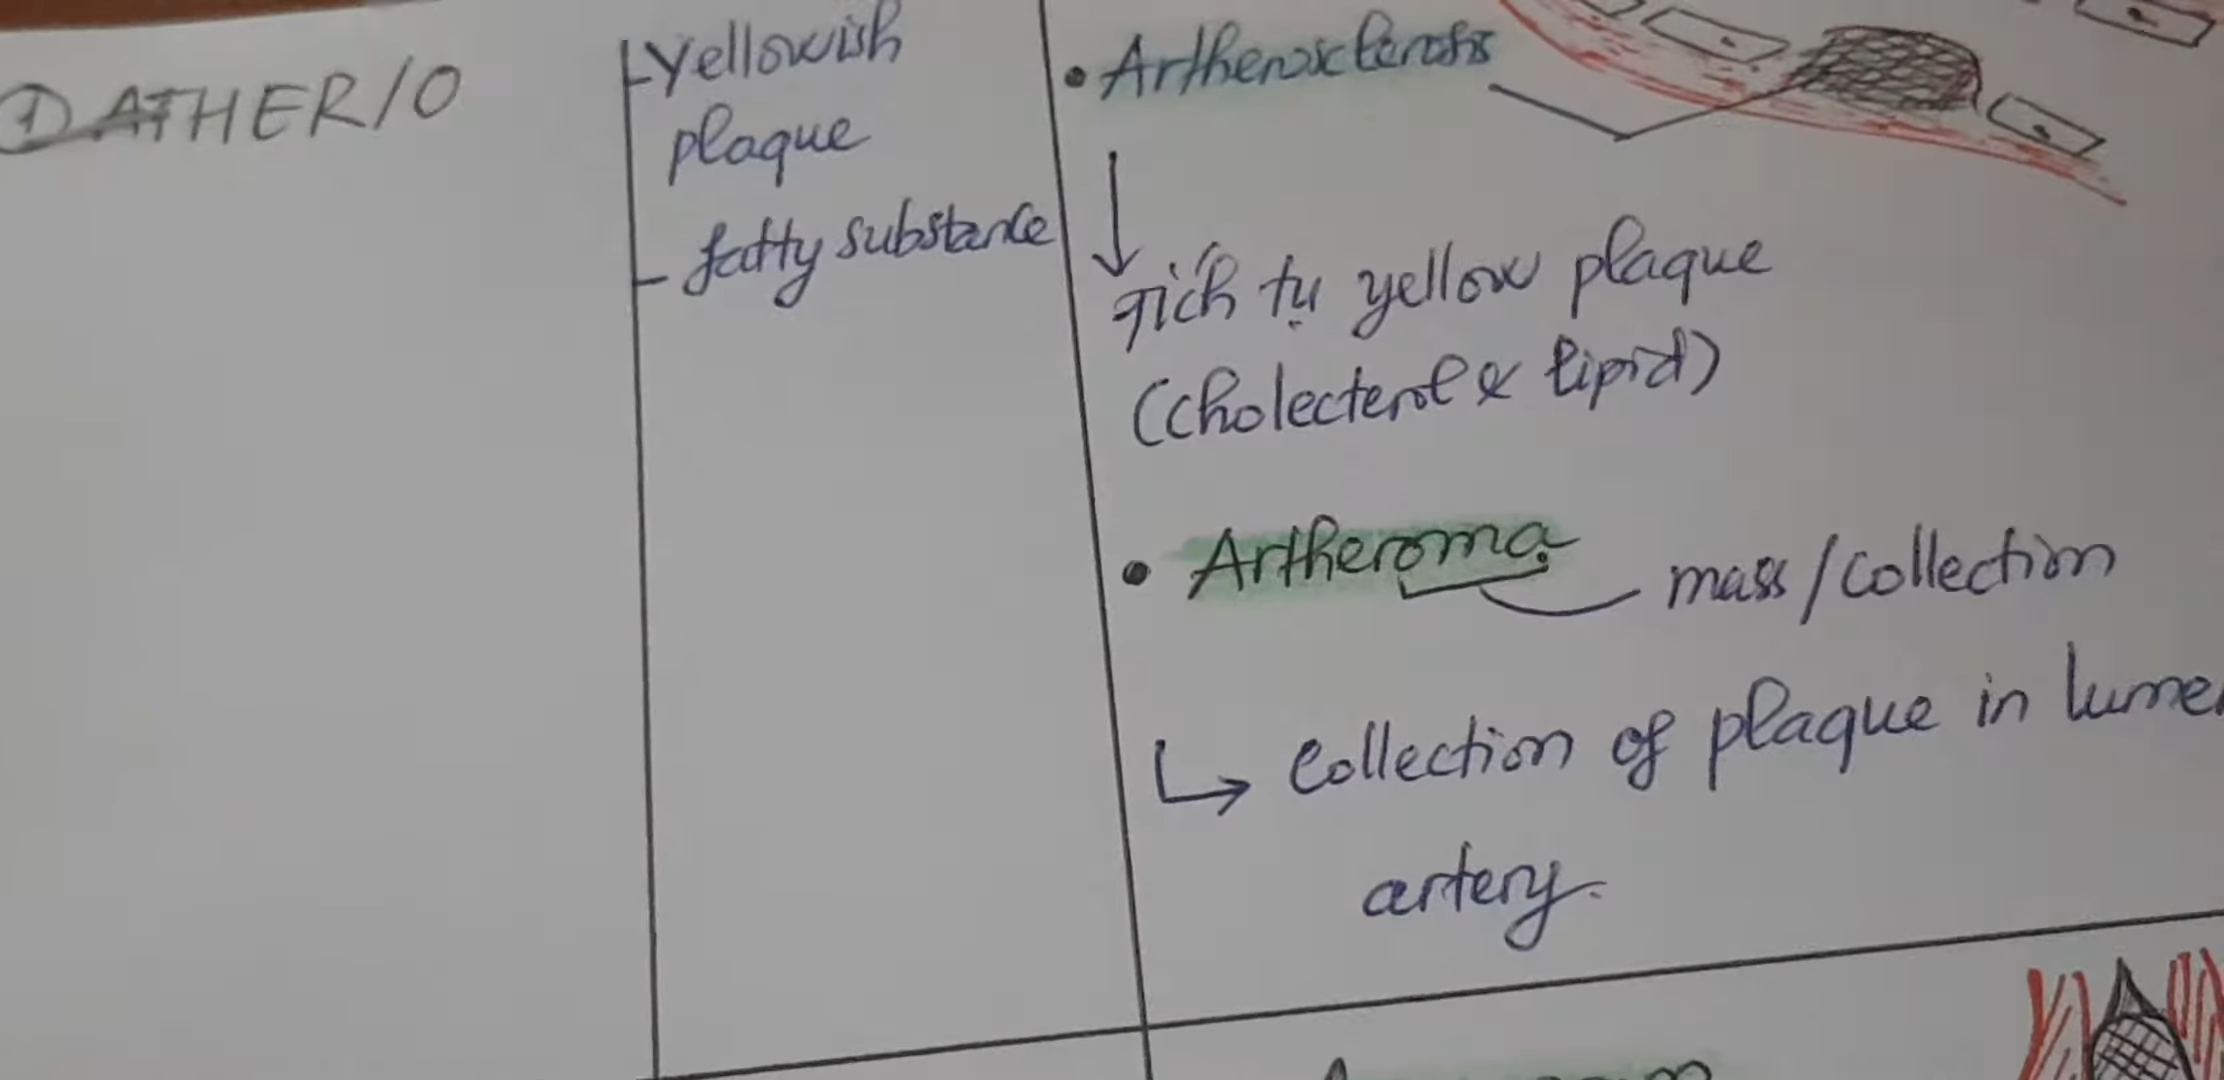 ① ATHER/O
- Yellowish
plaque
- fatty substance
• Artherosclerosis
↓
Tích tụ yellow plaque
(cholecterol & lipid)
• Artheroma
mass/collection
↳ Collection of plaque in lume
artery.